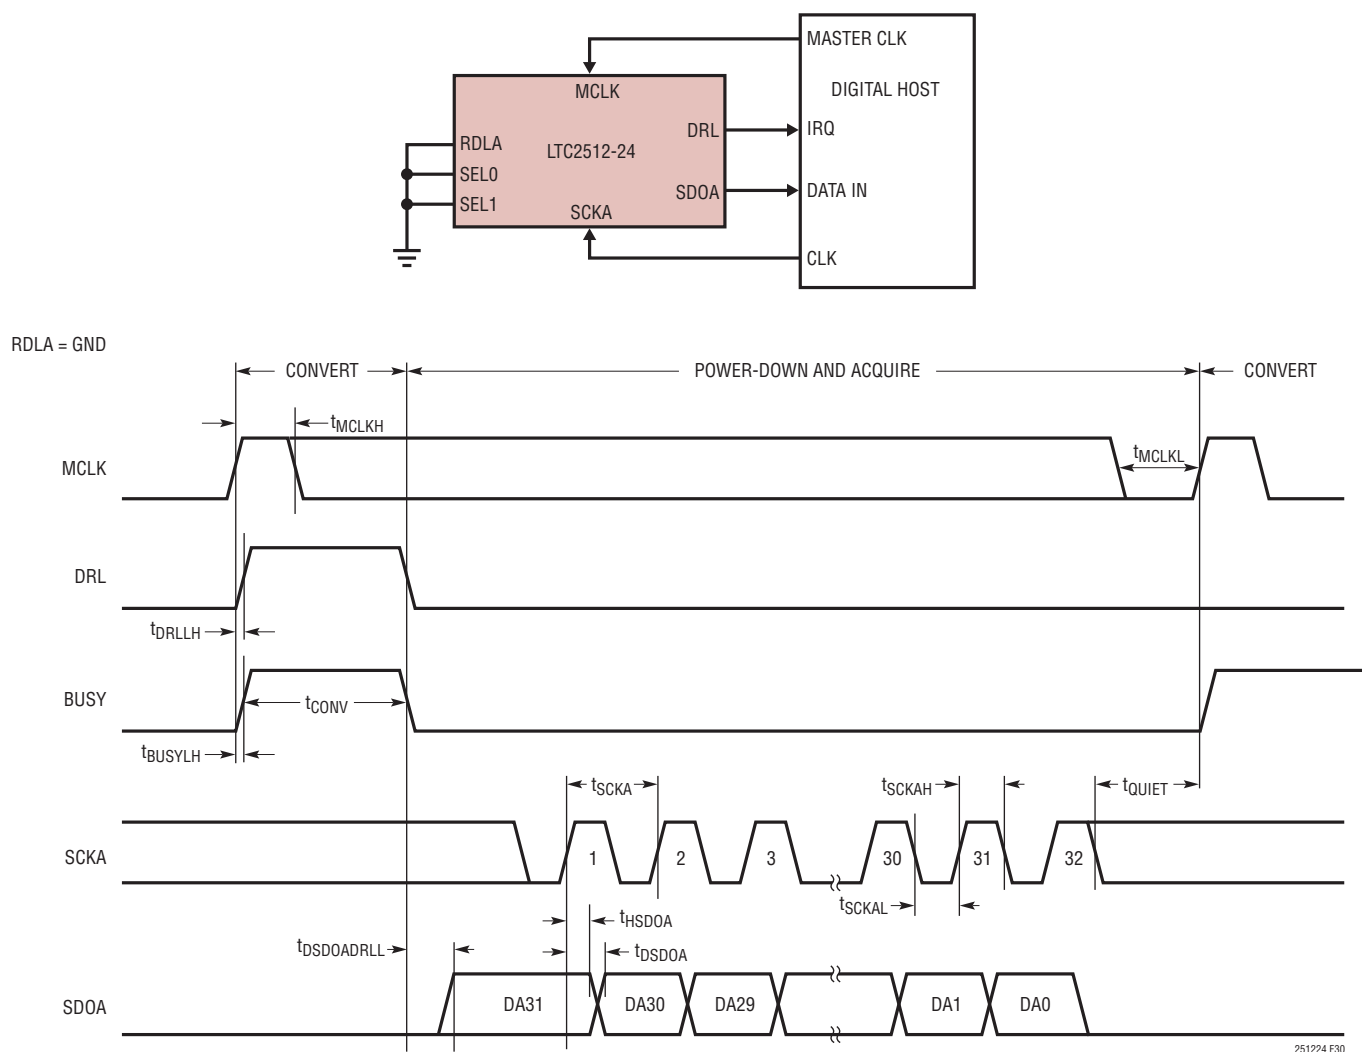 MASTER CLK
DIGITAL HOST
MCLK
DRL
IRQ
RDLA
LTC2512-24
SEL0
SDOA
DATA IN
SEL1
SCKA
CLK
RDLA = GND
CONVERT
POWER-DOWN AND ACQUIRE
CONVERT
tMCLKH
tMCLKL
MCLK
DRL
tDRLLH
BUSY
tCONV
tBUSYLH
tSCKA
tSCKAH
tQUIET
SCKA
1
2
3
30
31
32
tSCKAL
tHSDOA
tDSDOADRLL
tDSDOA
SDOA
DA31
DA30
DA29
DA1
DA0
251224 F30